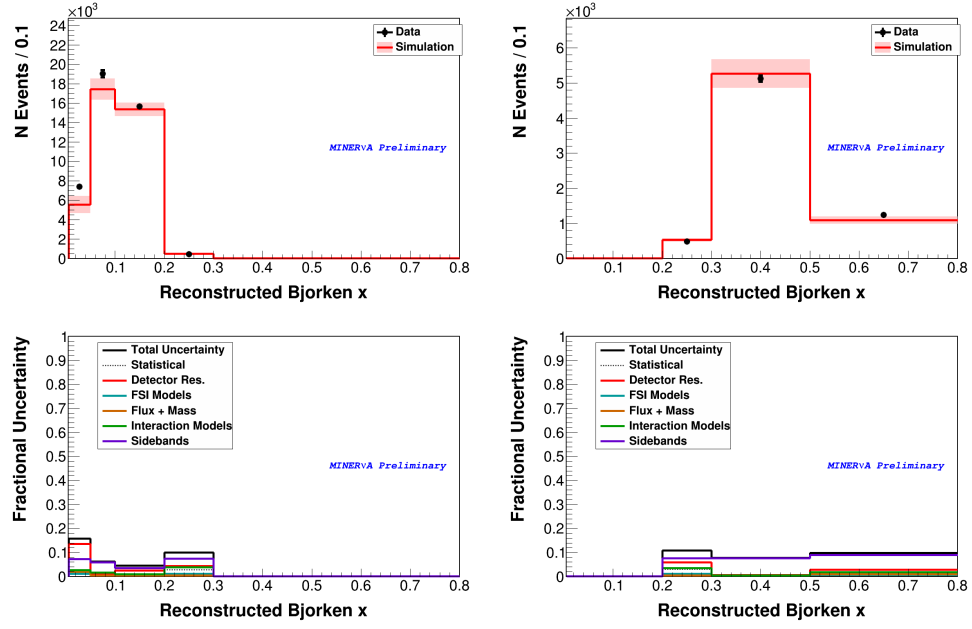 ×10³
N Events / 0.1
24
22
20
18
16
14
12
10
8
6
4
2
0
Data
Simulation
MINERνA Preliminary
0.1 0.2 0.3 0.4 0.5 0.6 0.7 0.8
Reconstructed Bjorken x
×10³
N Events / 0.1
6
5
4
3
2
1
0
Data
Simulation
MINERνA Preliminary
0.1 0.2 0.3 0.4 0.5 0.6 0.7 0.8
Reconstructed Bjorken x
Fractional Uncertainty
1
0.9
0.8
0.7
0.6
0.5
0.4
0.3
0.2
0.1
0
Total Uncertainty
Statistical
Detector Res.
FSI Models
Flux + Mass
Interaction Models
Sidebands
MINERνA Preliminary
0.1 0.2 0.3 0.4 0.5 0.6 0.7 0.8
Reconstructed Bjorken x
Fractional Uncertainty
1
0.9
0.8
0.7
0.6
0.5
0.4
0.3
0.2
0.1
0
Total Uncertainty
Statistical
Detector Res.
FSI Models
Flux + Mass
Interaction Models
Sidebands
MINERνA Preliminary
0.1 0.2 0.3 0.4 0.5 0.6 0.7 0.8
Reconstructed Bjorken x